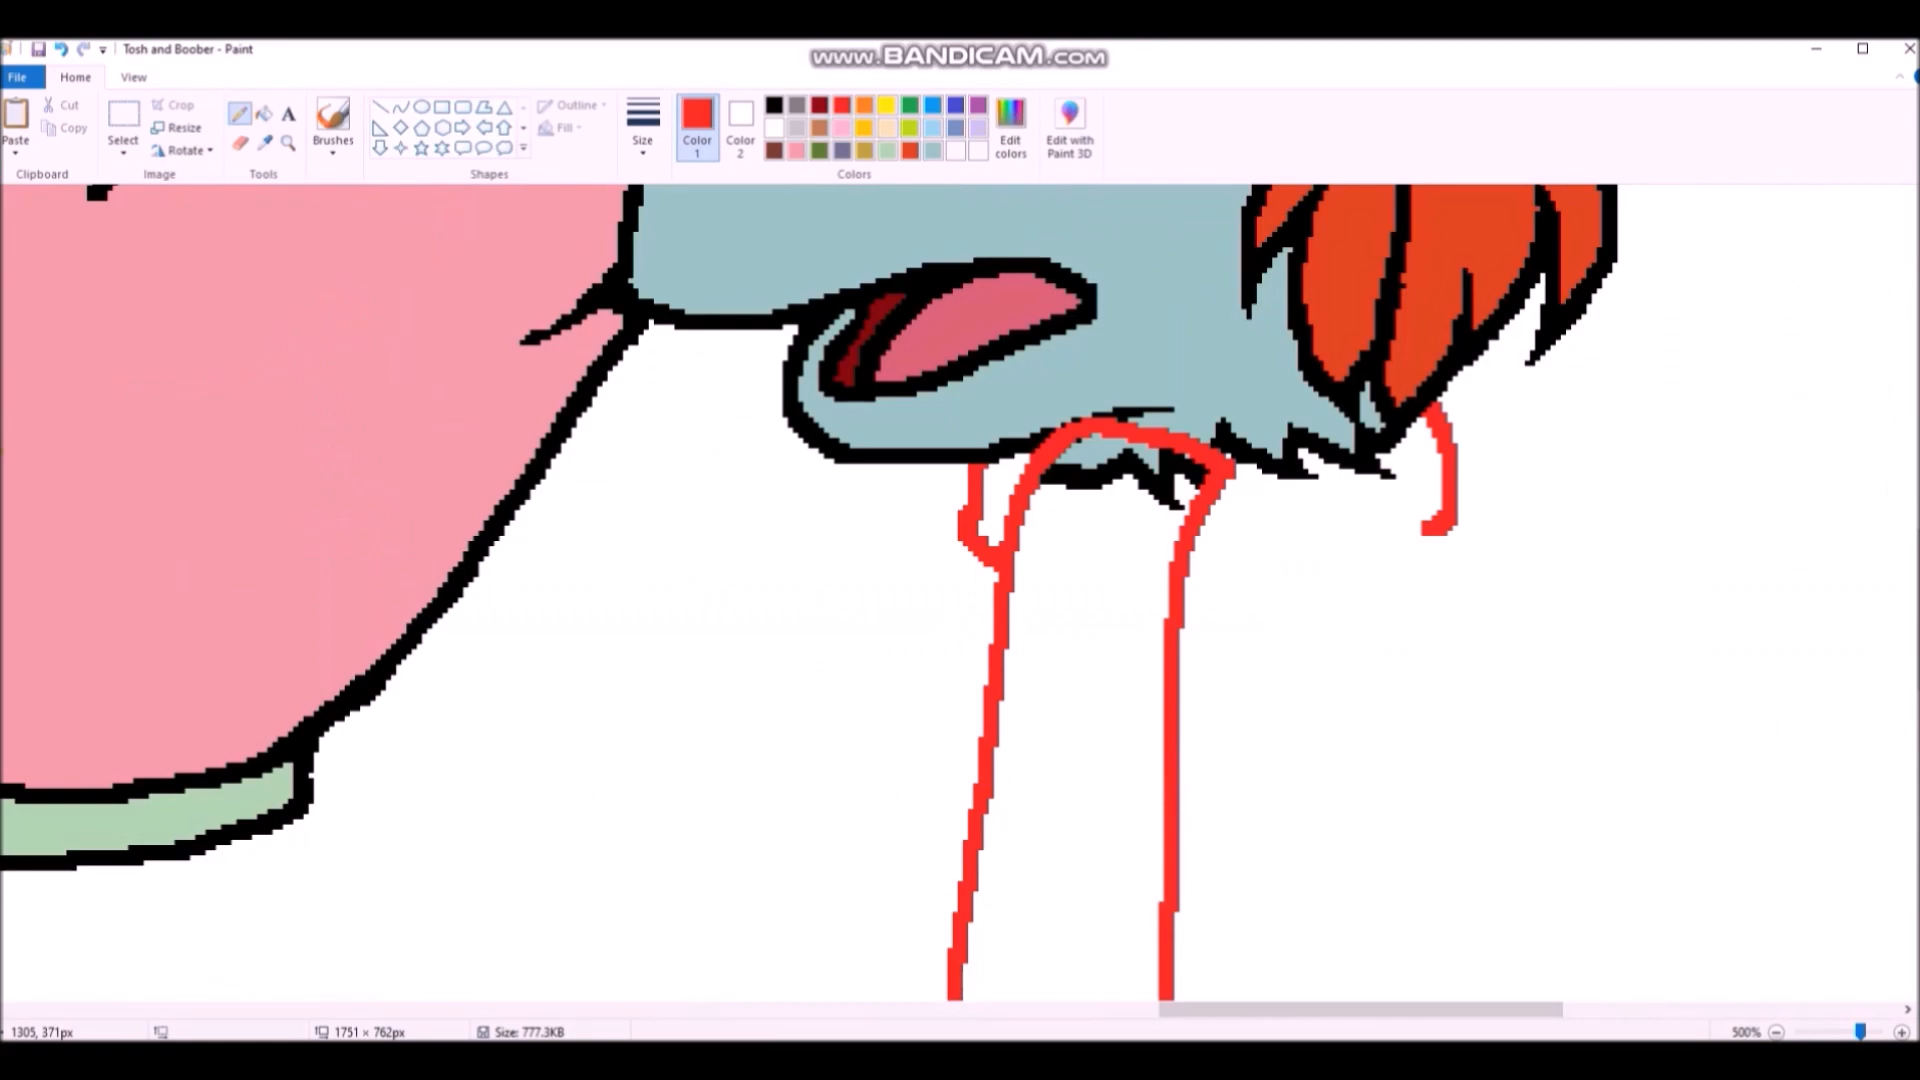 Tosh and Boober - Paint
www.BANDICAM.com
File Home View
Paste Cut Copy Clipboard
Select Crop Resize Rotate Image
Tools
Brushes
Outline Fill Shapes
Size
Color 1 Color 2
Edit colors
Colors
Edit with Paint 3D
1305, 371px
1751 × 762px
Size: 777.3KB
500%